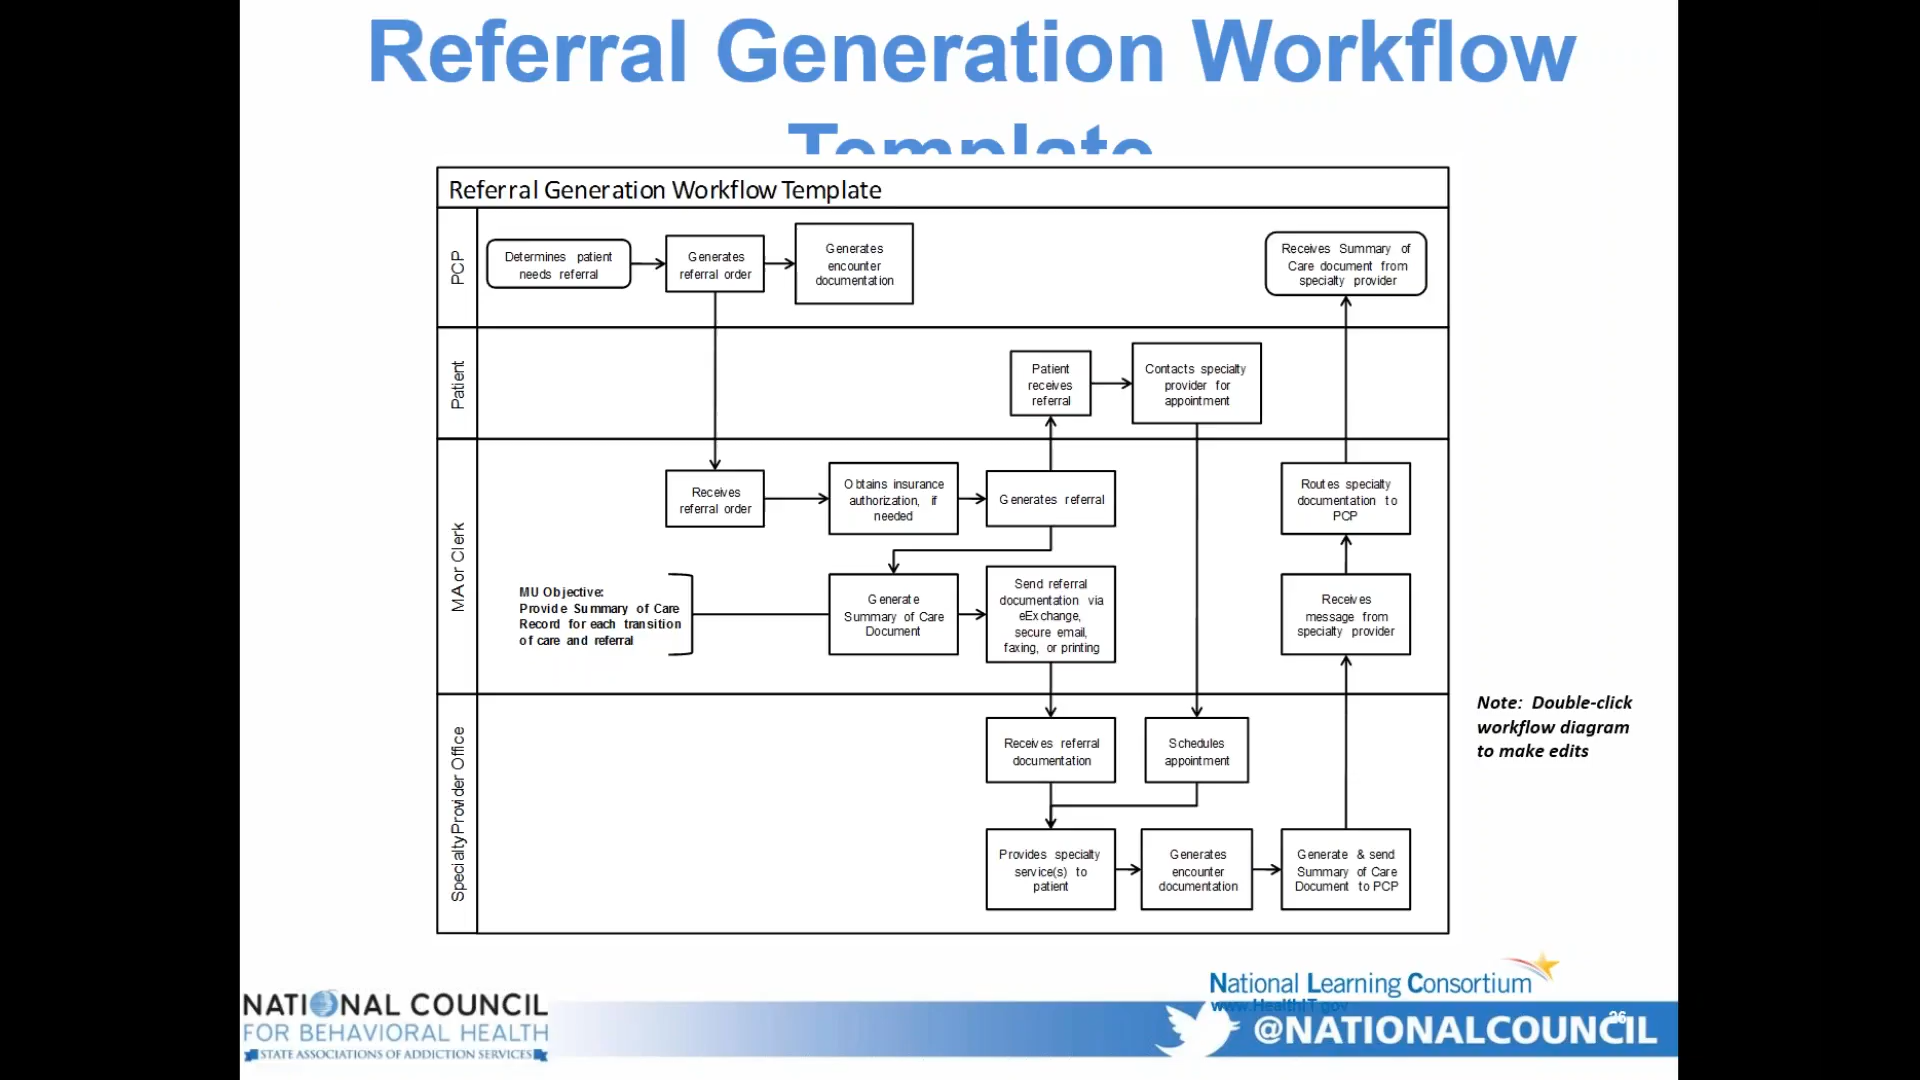 Referral Generation Workflow
Template
Referral Generation Workflow Template
PCP
Determines patient
needs referral
Generates
referral order
Generates
encounter
documentation
Receives Summary of
Care document from
specialty provider
Patient
Patient
receives
referral
Contacts specialty
provider for
appointment
MA or Clerk
Receives
referral order
Obtains insurance
authorization, if
needed
Generates referral
Routes specialty
documentation to
PCP
MU Objective:
Provide Summary of Care
Record for each transition
of care and referral
Generate
Summary of Care
Document
Send referral
documentation via
eExchange,
secure email,
faxing, or printing
Receives
message from
specialty provider
Specialty Provider Office
Receives referral
documentation
Schedules
appointment
Provides specialty
service(s) to
patient
Generates
encounter
documentation
Generate & send
Summary of Care
Document to PCP
Note: Double-click
workflow diagram
to make edits
NATIONAL COUNCIL
FOR BEHAVIORAL HEALTH
STATE ASSOCIATIONS OF ADDICTION SERVICES
National Learning Consortium
www.HealthIT.gov
26
@NATIONALCOUNCIL